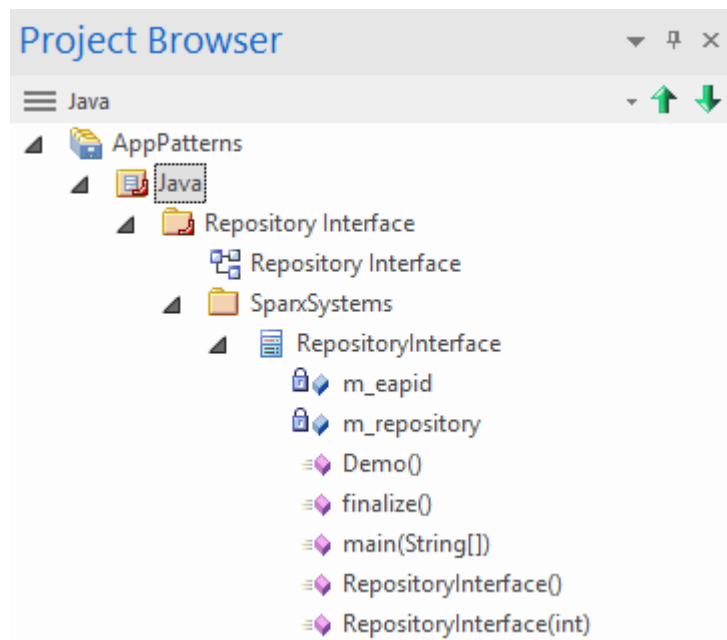 Project Browser
Java
AppPatterns
Java
Repository Interface
Repository Interface
SparxSystems
RepositoryInterface
m_eapid
m_repository
Demo()
finalize()
main(String[])
RepositoryInterface()
RepositoryInterface(int)